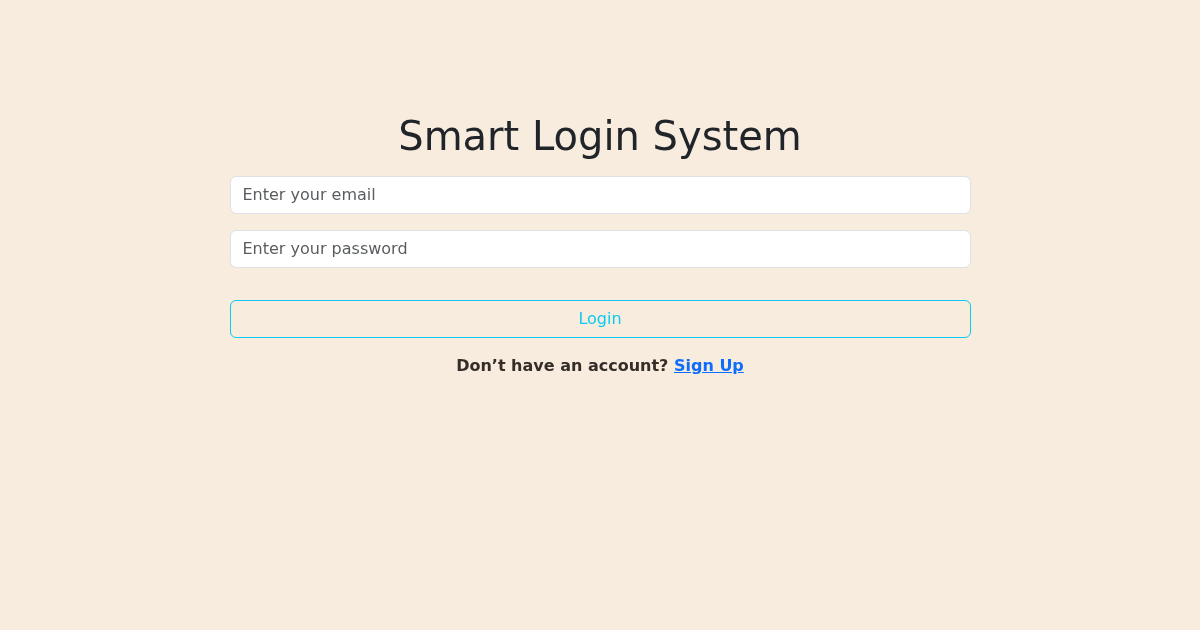 Smart Login System
Enter your email
Enter your password
Login
Don’t have an account? Sign Up